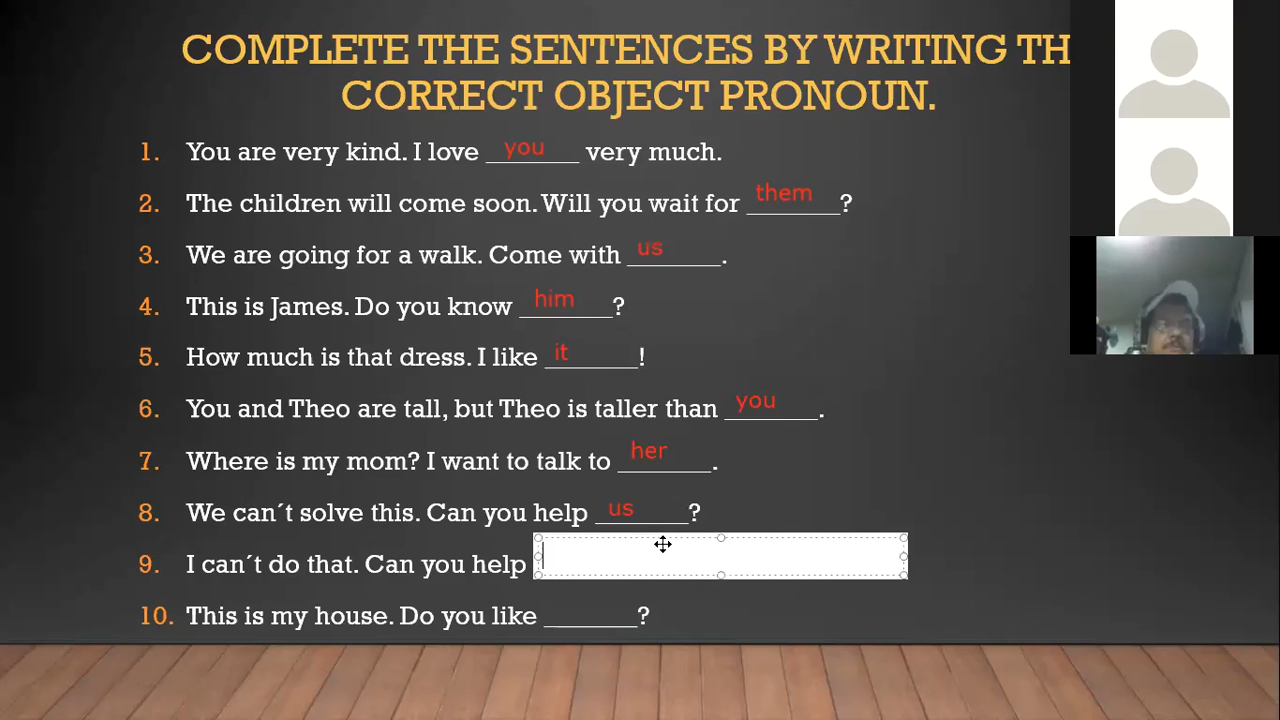 COMPLETE THE SENTENCES BY WRITING TH
CORRECT OBJECT PRONOUN.
1. You are very kind. I love you very much.
2. The children will come soon. Will you wait for them ?
3. We are going for a walk. Come with us .
4. This is James. Do you know him ?
5. How much is that dress. I like it !
6. You and Theo are tall, but Theo is taller than you .
7. Where is my mom? I want to talk to her .
8. We can´t solve this. Can you help us ?
9. I can´t do that. Can you help
10. This is my house. Do you like _______?